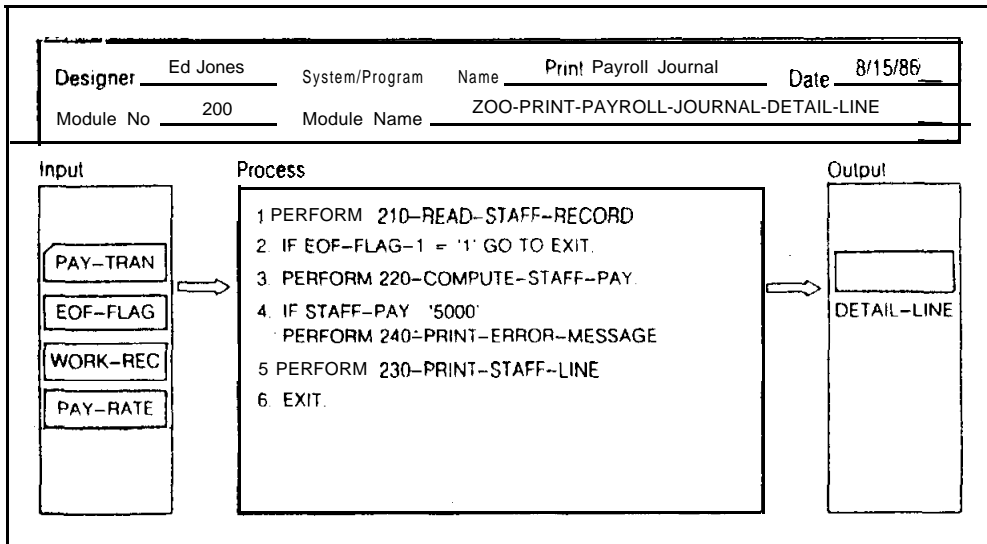 Designer Ed Jones System/Program Name Print Payroll Journal Date 8/15/86
Module No 200 Module Name ZOO-PRINT-PAYROLL-JOURNAL-DETAIL-LINE
Input Process Output
1 PERFORM 210-READ-STAFF-RECORD
2. IF EOF-FLAG-1 = '1' GO TO EXIT.
3. PERFORM 220-COMPUTE-STAFF-PAY.
4. IF STAFF-PAY '5000'
PERFORM 240-PRINT-ERROR-MESSAGE
5 PERFORM 230-PRINT-STAFF-LINE
6. EXIT.
PAY-TRAN
EOF-FLAG
WORK-REC
PAY-RATE
DETAIL-LINE